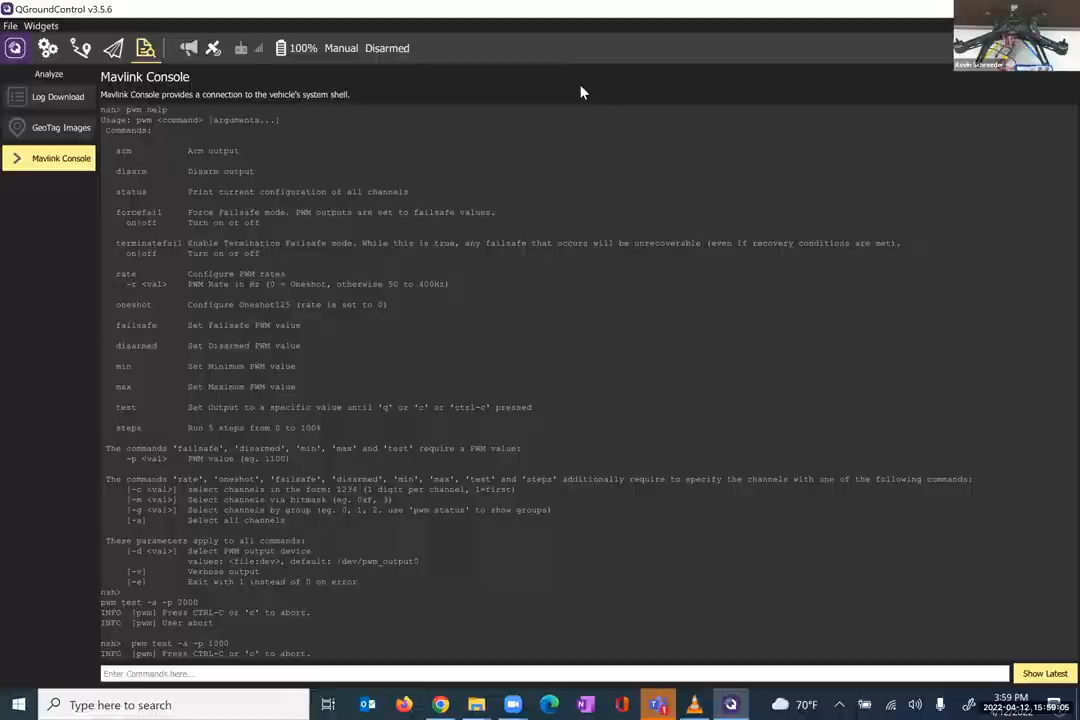 QGroundControl v3.5.6
File Widgets
100% Manual Disarmed
Kevin Schroeder
Analyze
Log Download
GeoTag Images
Mavlink Console
Mavlink Console
Mavlink Console provides a connection to the vehicle's system shell.
nsh> pwm help
Usage: pwm <command> [arguments...]
Commands:
arm Arm output
disarm Disarm output
status Print current configuration of all channels
forcefail Force Failsafe mode. PWM outputs are set to failsafe values.
on|off Turn on or off
terminatefail Enable Termination Failsafe mode. While this is true, any failsafe that occurs will be unrecoverable (even if recovery conditions are met).
on|off Turn on or off
rate Configure PWM rates
-r <val> PWM Rate in Hz (0 = Oneshot, otherwise 50 to 400Hz)
oneshot Configure Oneshot125 (rate is set to 0)
failsafe Set Failsafe PWM value
disarmed Set Disarmed PWM value
min Set Minimum PWM value
max Set Maximum PWM value
test Set Output to a specific value until 'q' or 'c' or 'ctrl-c' pressed
steps Run 5 steps from 0 to 100%
The commands 'failsafe', 'disarmed', 'min', 'max' and 'test' require a PWM value:
-p <val> PWM value (eg. 1100)
The commands 'rate', 'oneshot', 'failsafe', 'disarmed', 'min', 'max', 'test' and 'steps' additionally require to specify the channels with one of the following commands:
[-c <val>] select channels in the form: 1234 (1 digit per channel, 1=first)
[-m <val>] Select channels via bitmask (eg. 0xF, 3)
[-g <val>] Select channels by group (eg. 0, 1, 2. use 'pwm status' to show groups)
[-a] Select all channels
These parameters apply to all commands:
[-d <val>] Select PWM output device
values: <file:dev>, default: /dev/pwm_output0
[-v] Verbose output
[-e] Exit with 1 instead of 0 on error
nsh>
pwm test -a -p 2000
INFO [pwm] Press CTRL-C or 'c' to abort.
INFO [pwm] User abort
nsh> pwm test -a -p 1000
INFO [pwm] Press CTRL-C or 'c' to abort.
Enter Commands here...
Show Latest
Type here to search
70°F
3:59 PM
2022-04-12 15:59:05